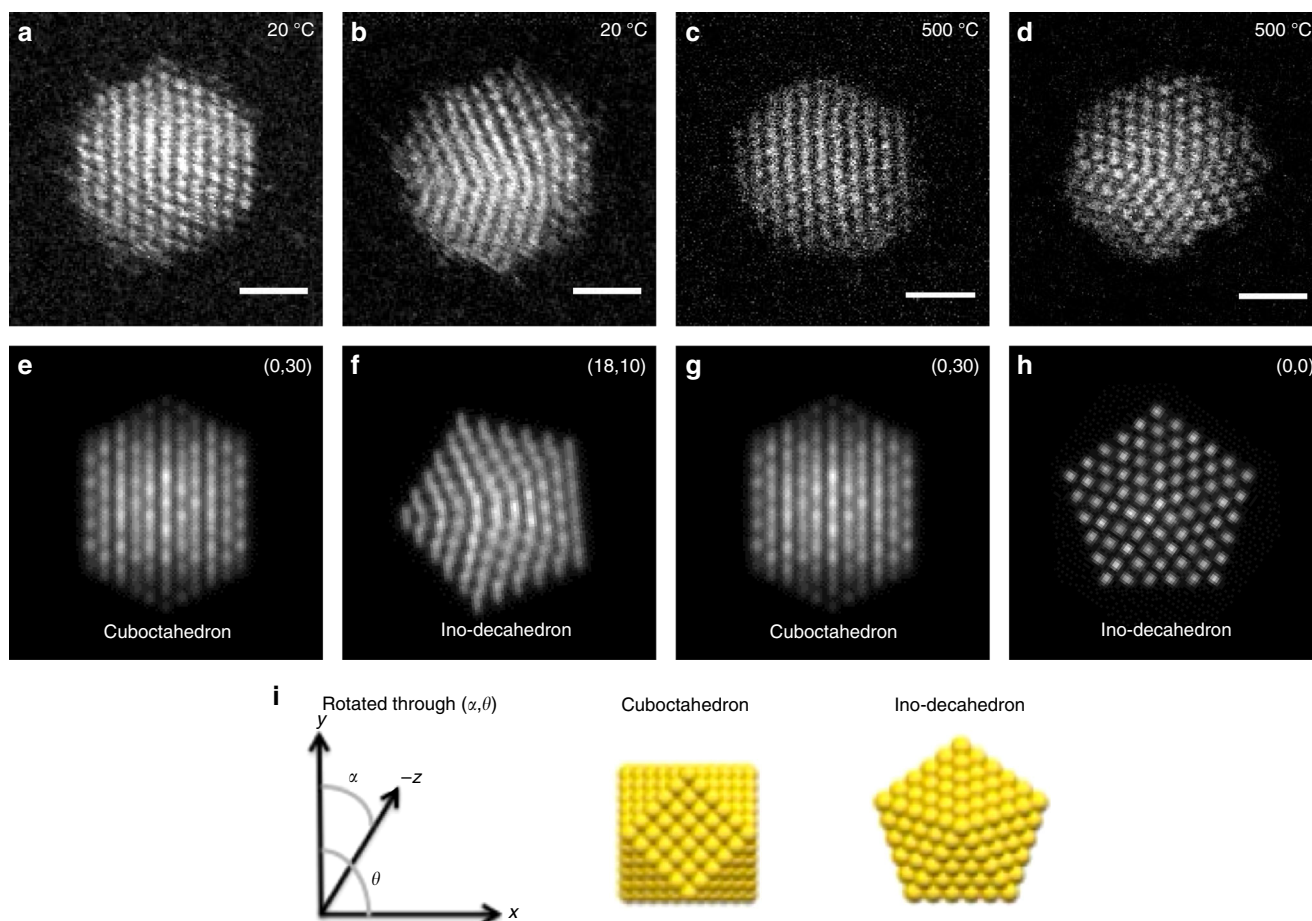 a 20 °C
b 20 °C
c 500 °C
d 500 °C
e (0,30)
Cuboctahedron
f (18,10)
Ino-decahedron
g (0,30)
Cuboctahedron
h (0,0)
Ino-decahedron
i Rotated through (α,θ)
Cuboctahedron
Ino-decahedron
y
α
–z
θ
x